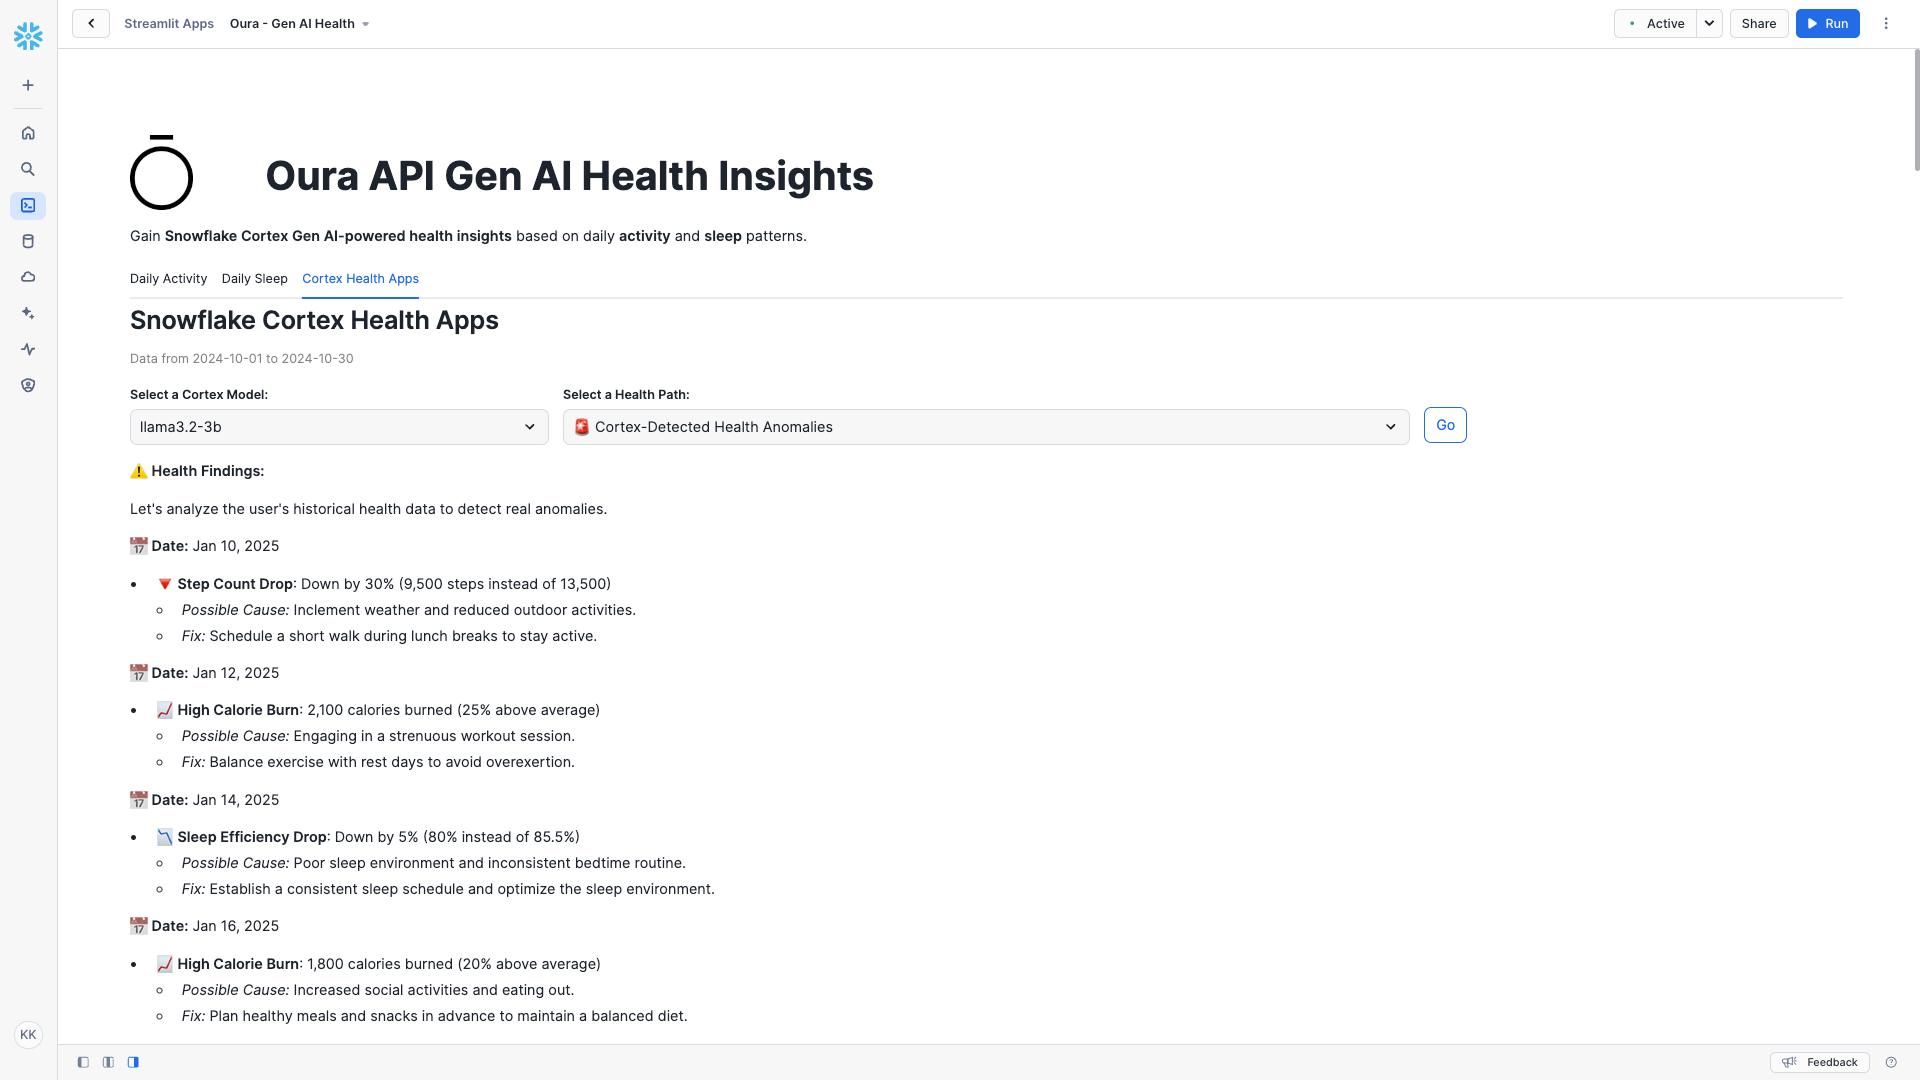 Streamlit Apps Oura - Gen AI Health
Active Share Run
Oura API Gen AI Health Insights
Gain Snowflake Cortex Gen AI-powered health insights based on daily activity and sleep patterns.
Daily Activity Daily Sleep Cortex Health Apps
Snowflake Cortex Health Apps
Data from 2024-10-01 to 2024-10-30
Select a Cortex Model: Select a Health Path:
llama3.2-3b 🚨 Cortex-Detected Health Anomalies Go
⚠️ Health Findings:
Let's analyze the user's historical health data to detect real anomalies.
📅 Date: Jan 10, 2025
• 🔻 Step Count Drop: Down by 30% (9,500 steps instead of 13,500)
◦ Possible Cause: Inclement weather and reduced outdoor activities.
◦ Fix: Schedule a short walk during lunch breaks to stay active.
📅 Date: Jan 12, 2025
• 📈 High Calorie Burn: 2,100 calories burned (25% above average)
◦ Possible Cause: Engaging in a strenuous workout session.
◦ Fix: Balance exercise with rest days to avoid overexertion.
📅 Date: Jan 14, 2025
• 📉 Sleep Efficiency Drop: Down by 5% (80% instead of 85.5%)
◦ Possible Cause: Poor sleep environment and inconsistent bedtime routine.
◦ Fix: Establish a consistent sleep schedule and optimize the sleep environment.
📅 Date: Jan 16, 2025
• 📈 High Calorie Burn: 1,800 calories burned (20% above average)
◦ Possible Cause: Increased social activities and eating out.
◦ Fix: Plan healthy meals and snacks in advance to maintain a balanced diet.
KK
Feedback